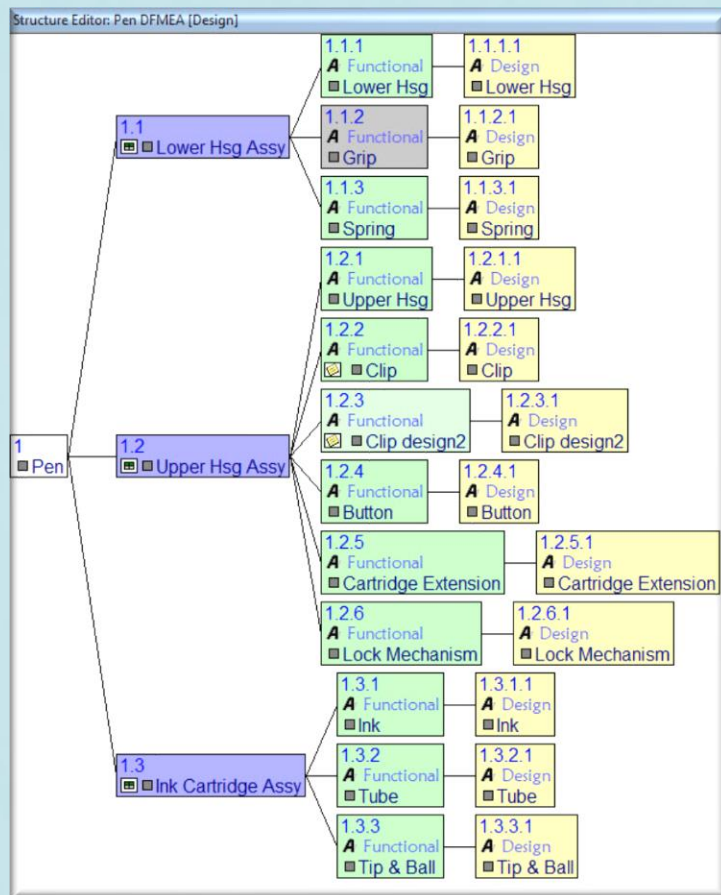 Structure Editor: Pen DFMEA [Design]
1
Pen
1.1
Lower Hsg Assy
1.1.1
A Functional
Lower Hsg
1.1.1.1
A Design
Lower Hsg
1.1.2
A Functional
Grip
1.1.2.1
A Design
Grip
1.1.3
A Functional
Spring
1.1.3.1
A Design
Spring
1.2
Upper Hsg Assy
1.2.1
A Functional
Upper Hsg
1.2.1.1
A Design
Upper Hsg
1.2.2
A Functional
Clip
1.2.2.1
A Design
Clip
1.2.3
A Functional
Clip design2
1.2.3.1
A Design
Clip design2
1.2.4
A Functional
Button
1.2.4.1
A Design
Button
1.2.5
A Functional
Cartridge Extension
1.2.5.1
A Design
Cartridge Extension
1.2.6
A Functional
Lock Mechanism
1.2.6.1
A Design
Lock Mechanism
1.3
Ink Cartridge Assy
1.3.1
A Functional
Ink
1.3.1.1
A Design
Ink
1.3.2
A Functional
Tube
1.3.2.1
A Design
Tube
1.3.3
A Functional
Tip & Ball
1.3.3.1
A Design
Tip & Ball